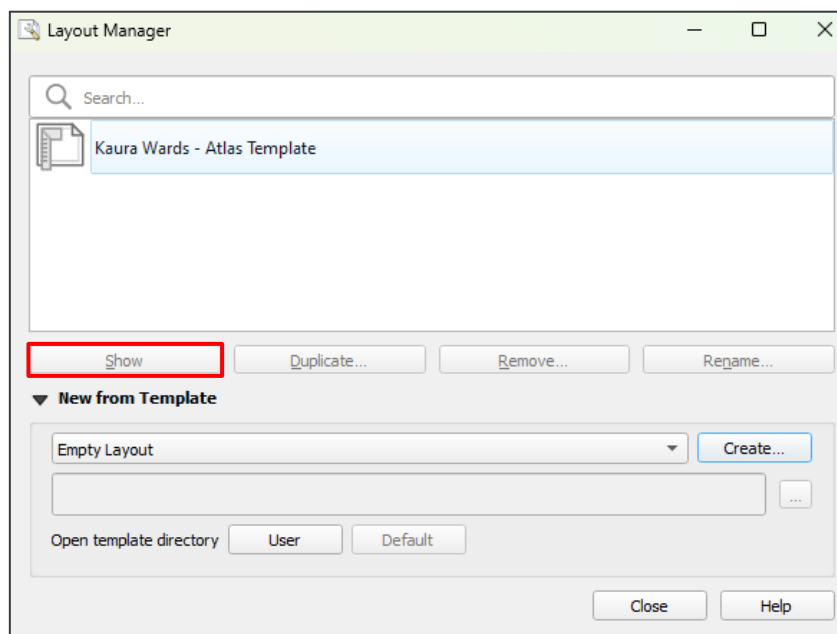 Layout Manager
Search...
Kaura Wards - Atlas Template
Show Duplicate... Remove... Rename...
New from Template
Empty Layout Create...
...
Open template directory User Default
Close Help